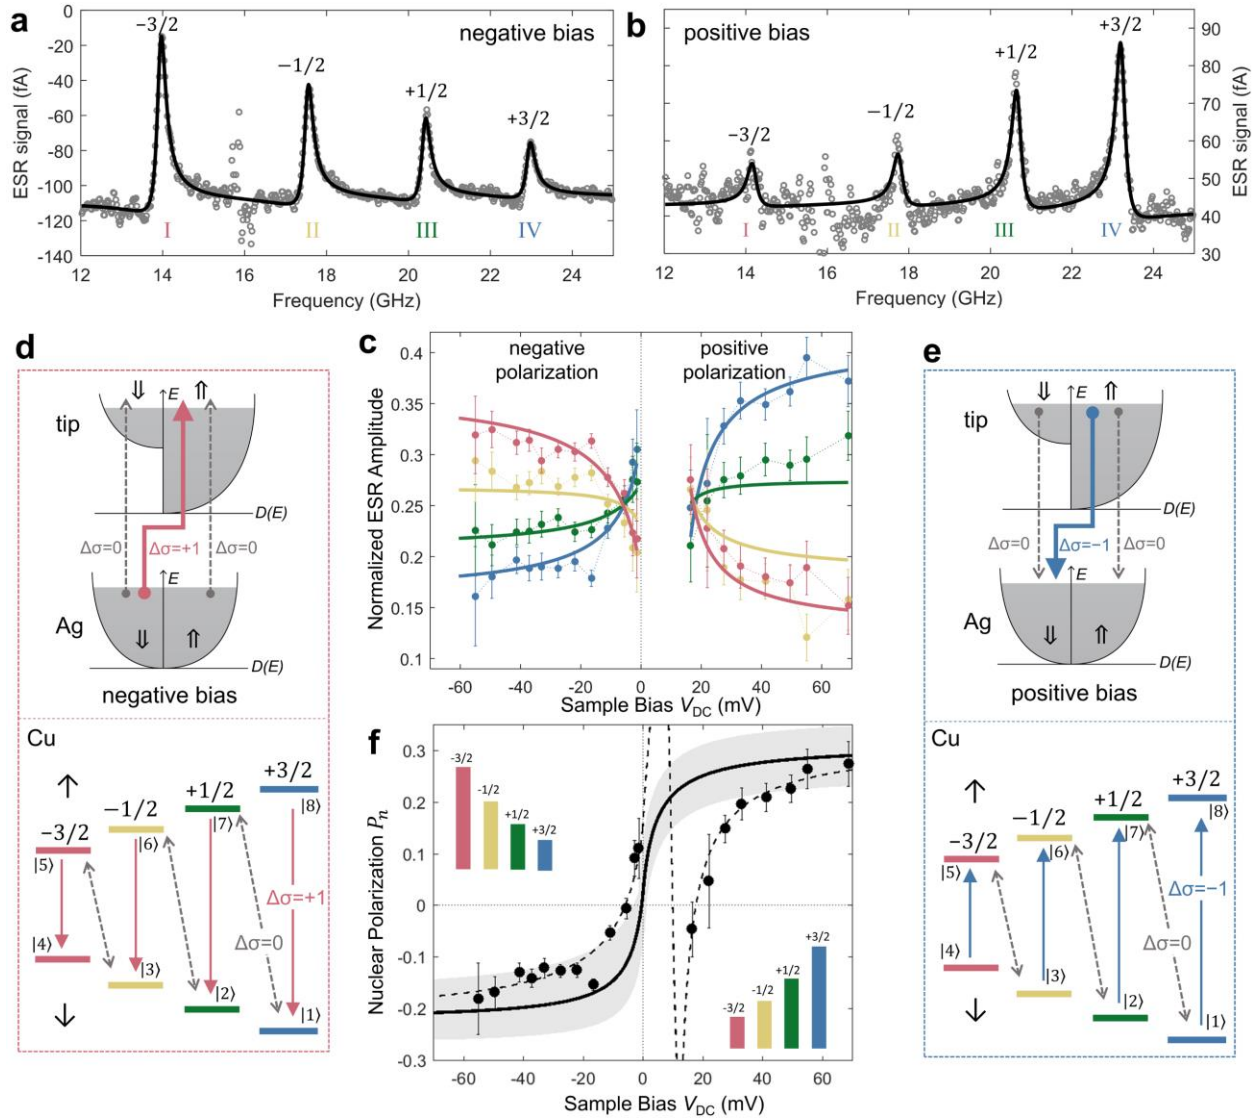 a
negative bias
−3/2
−1/2
+1/2
+3/2
I
II
III
IV
ESR signal (fA)
0
-20
-40
-60
-80
-100
-120
-140
12
14
16
18
20
22
24
Frequency (GHz)
b
positive bias
−3/2
−1/2
+1/2
+3/2
I
II
III
IV
ESR signal (fA)
90
80
70
60
50
40
30
12
14
16
18
20
22
24
Frequency (GHz)
d
E
⇓
⇑
tip
D(E)
Δσ=0
Δσ=+1
Δσ=0
E
Ag
⇓
⇑
D(E)
negative bias
Cu
↑
−3/2
−1/2
+1/2
+3/2
|5⟩
|6⟩
|7⟩
|8⟩
Δσ=+1
Δσ=0
|4⟩
|3⟩
|2⟩
|1⟩
↓
c
negative
polarization
positive
polarization
Normalized ESR Amplitude
0.4
0.35
0.3
0.25
0.2
0.15
0.1
-60
-40
-20
0
20
40
60
Sample Bias VDC (mV)
e
E
⇓
⇑
tip
D(E)
Δσ=0
Δσ=−1
Δσ=0
E
Ag
⇓
⇑
D(E)
positive bias
Cu
↑
−3/2
−1/2
+1/2
+3/2
|5⟩
|6⟩
|7⟩
|8⟩
Δσ=−1
Δσ=0
|4⟩
|3⟩
|2⟩
|1⟩
↓
f
-3/2
-1/2
+1/2
+3/2
-3/2
-1/2
+1/2
+3/2
Nuclear Polarization Pn
0.3
0.2
0.1
0
-0.1
-0.2
-0.3
-60
-40
-20
0
20
40
60
Sample Bias VDC (mV)